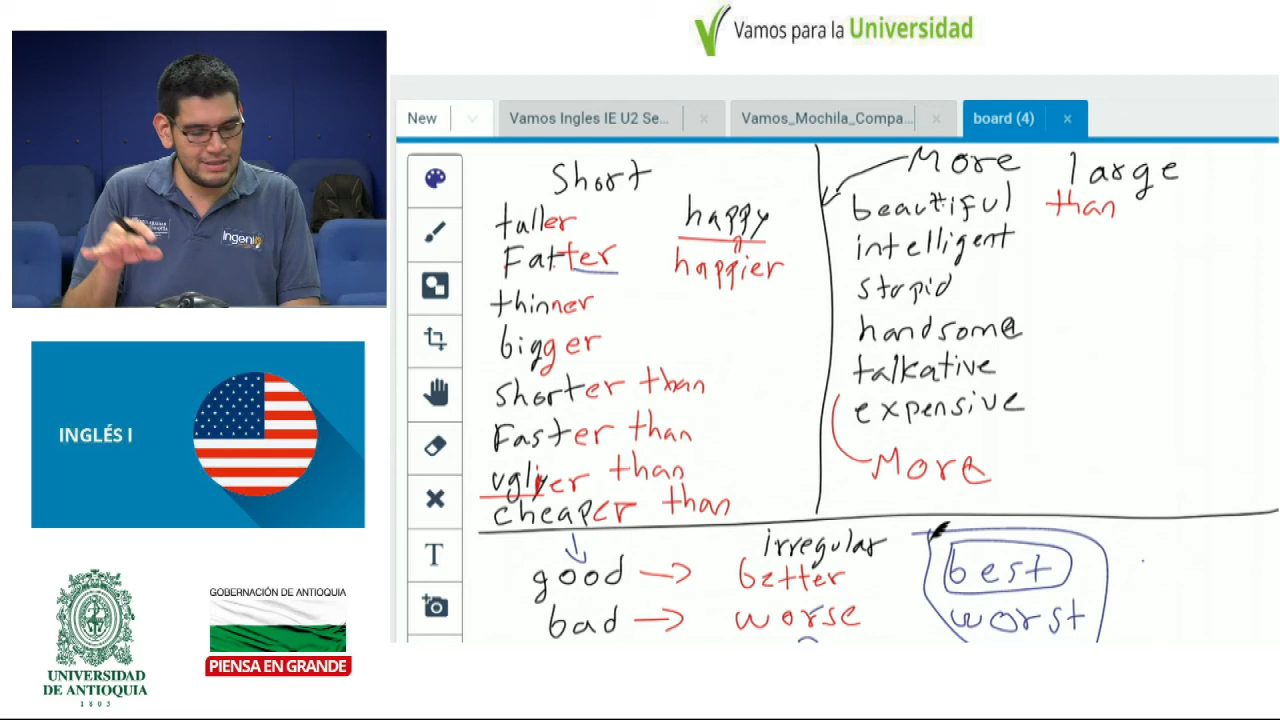 Vamos para la Universidad
New
Vamos Ingles IE U2 Se...
Vamos_Mochila_Compa...
board (4)
Short
taller
Fatter
thinner
bigger
shorter than
Faster than
uglyier than
cheaper than
happy
happier
More
beautiful
intelligent
stupid
handsome
talkative
expensive
More
large
than
irregular
good → better best
bad → worse worst
T
ingeni@
INGLÉS I
UNIVERSIDAD
DE ANTIOQUIA
1803
GOBERNACIÓN DE ANTIOQUIA
PIENSA EN GRANDE